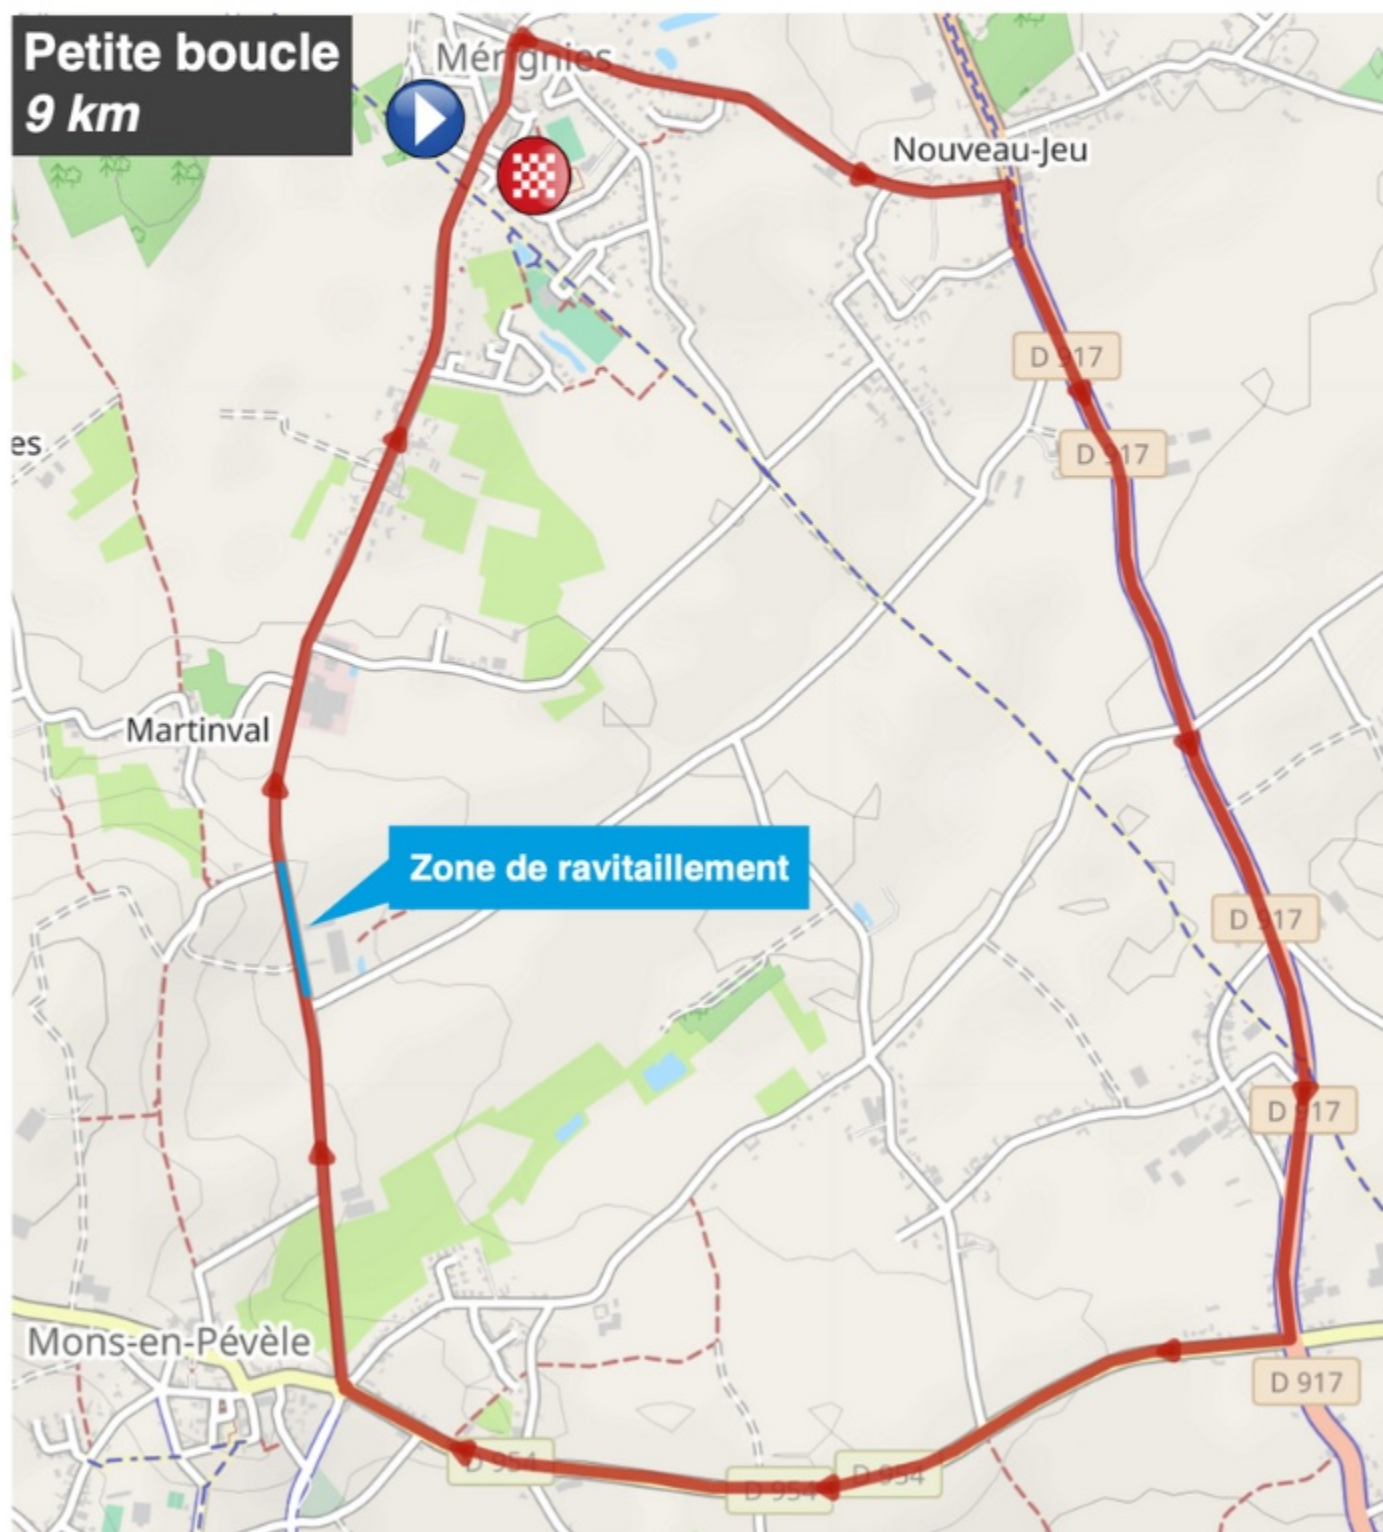 Petite boucle
9 km
Mérignies
Nouveau-Jeu
D 917
es
D 917
Martinval
Zone de ravitaillement
D 917
D 917
Mons-en-Pévèle
D 917
D 954
D 954
D 954